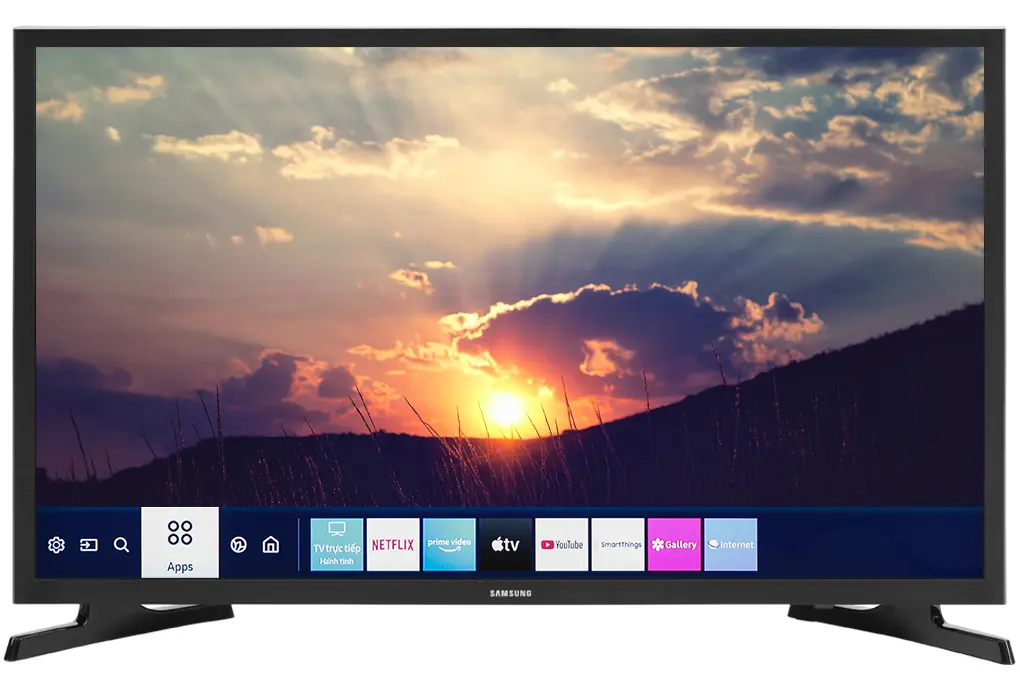 Apps
TV trực tiếp
Hành tinh
NETFLIX
prime video
tv
YouTube
SmartThings
Gallery
Internet
SAMSUNG